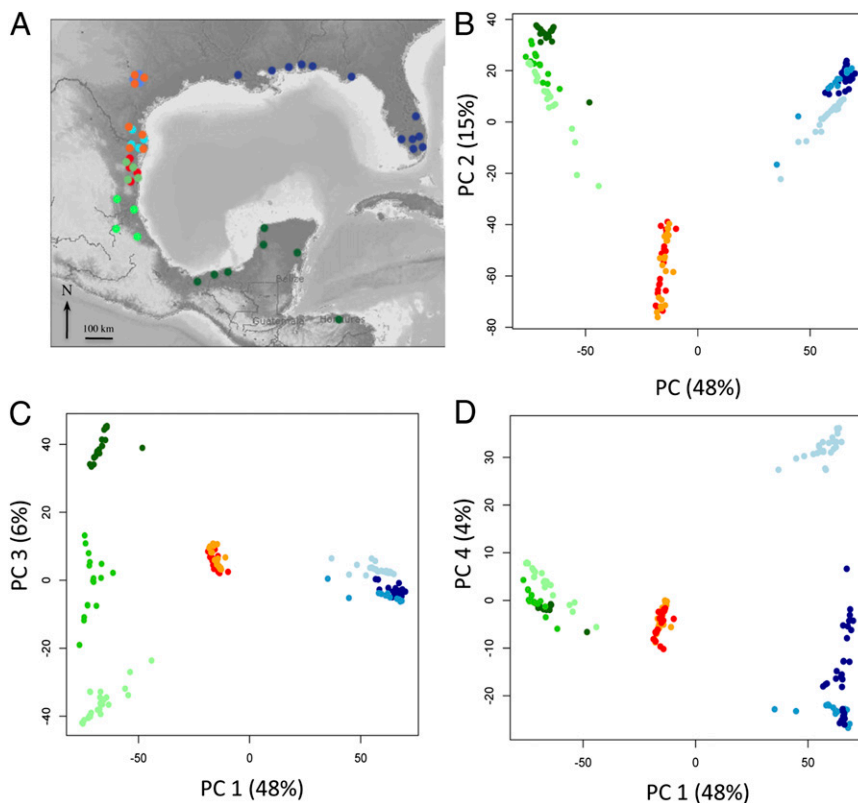 A
N
100 km
Belize
Guatemala
Honduras
B
PC 2 (15%)
40
20
0
-20
-40
-60
-80
-50
0
50
PC (48%)
C
PC 3 (6%)
40
20
0
-20
-40
-50
0
50
PC 1 (48%)
D
PC 4 (4%)
30
20
10
0
-10
-20
-50
0
50
PC 1 (48%)